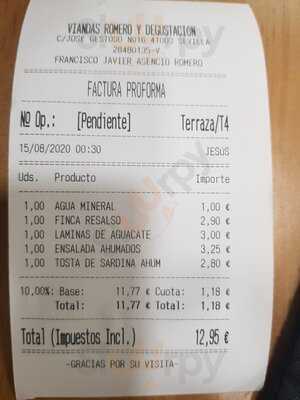 VIANDAS ROMERO Y DEGUSTACION
C/JOSE GESTOSO Nº16 41003 SEVILLA
28480135-V
FRANCISCO JAVIER ASENCIO ROMERO
FACTURA PROFORMA
Nº Op.: [Pendiente] Terraza/T4
15/08/2020 00:30 JESUS
Uds. Producto Importe
1,00 AGUA MINERAL 1,00 €
1,00 FINCA RESALSO 2,90 €
1,00 LAMINAS DE AGUACATE 3,00 €
1,00 ENSALADA AHUMADOS 3,25 €
1,00 TOSTA DE SARDINA AHUM 2,80 €
10,00%: Base: 11,77 € Cuota: 1,18 €
Total: 11,77 € Total: 1,18 €
Total (Impuestos Incl.) 12,95 €
-GRACIAS POR SU VISITA-